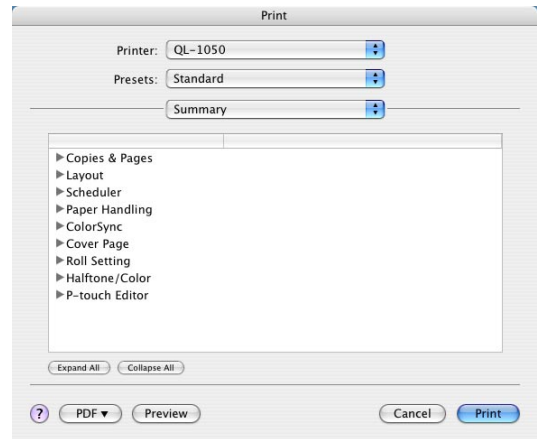 Print
Printer: QL-1050
Presets: Standard
Summary
Copies & Pages
Layout
Scheduler
Paper Handling
ColorSync
Cover Page
Roll Setting
Halftone/Color
P-touch Editor
Expand All Collapse All
? PDF Preview Cancel Print